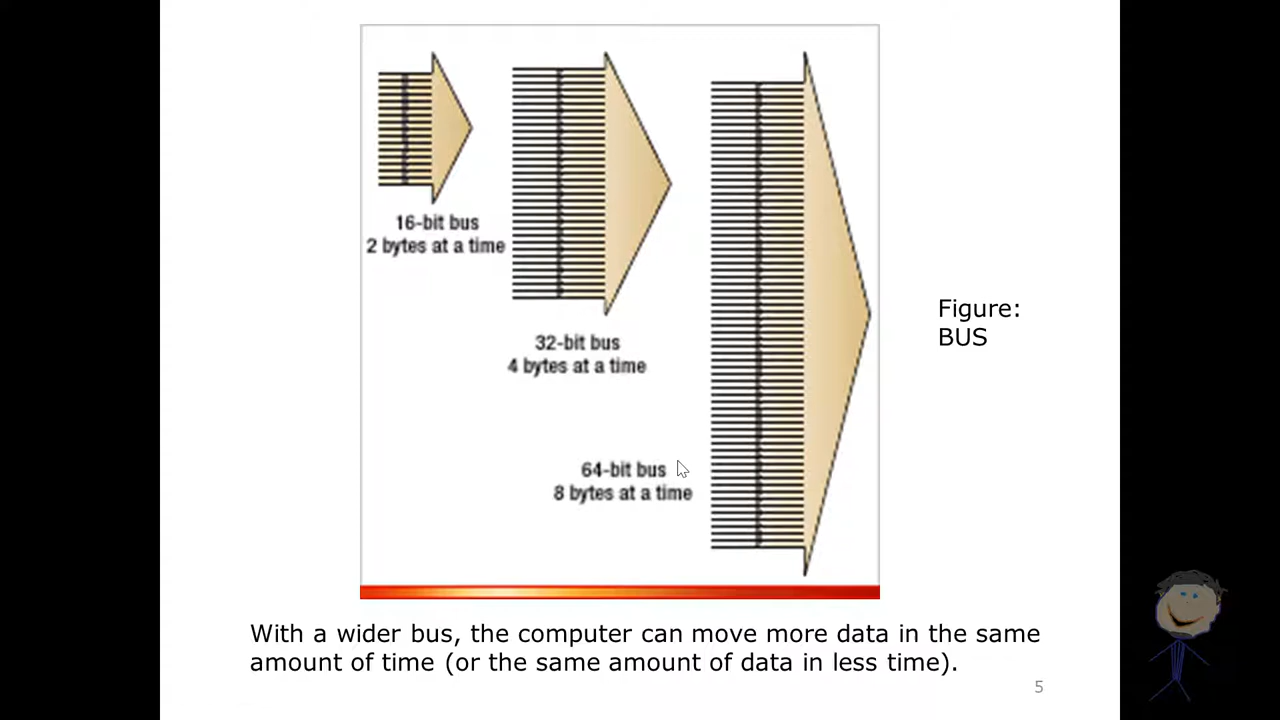 16-bit bus
2 bytes at a time
32-bit bus
4 bytes at a time
64-bit bus
8 bytes at a time
Figure:
BUS
With a wider bus, the computer can move more data in the same
amount of time (or the same amount of data in less time).
5